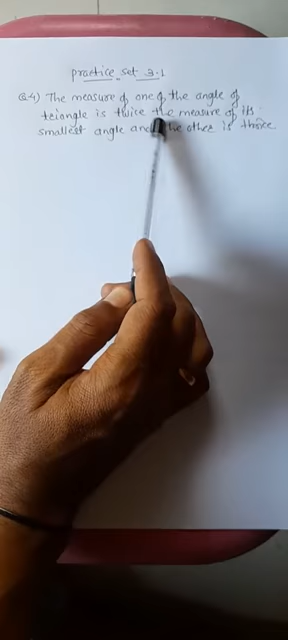 practice set 3.1
Q.4) The measure of one of the angle of
triangle is twice the measure of its
smallest angle and the other is thrice